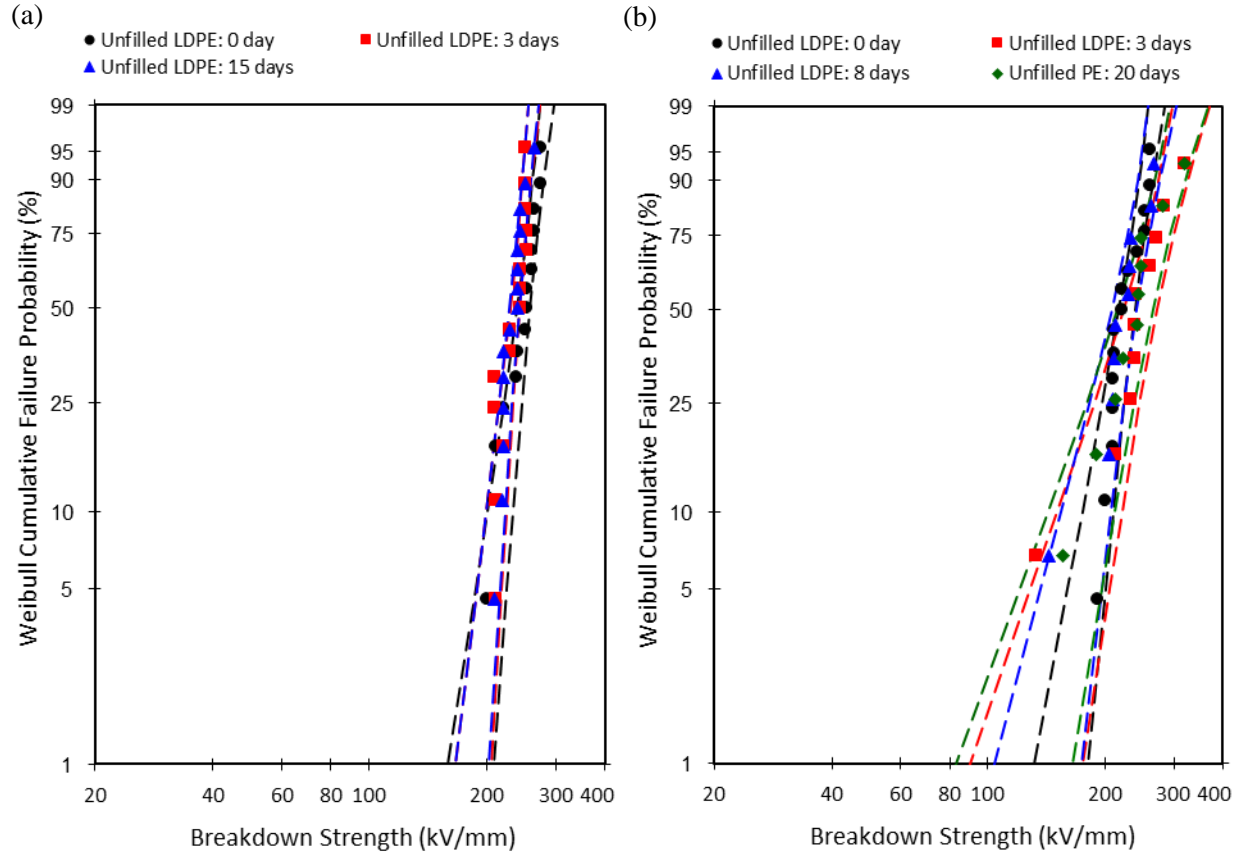 (a)
Unfilled LDPE: 0 day
Unfilled LDPE: 3 days
Unfilled LDPE: 15 days
Weibull Cumulative Failure Probability (%)
99
95
90
75
50
25
10
5
1
20
40
60
80
100
200
300
400
Breakdown Strength (kV/mm)
(b)
Unfilled LDPE: 0 day
Unfilled LDPE: 3 days
Unfilled LDPE: 8 days
Unfilled PE: 20 days
Weibull Cumulative Failure Probability (%)
99
95
90
75
50
25
10
5
1
20
40
60
80
100
200
300
400
Breakdown Strength (kV/mm)